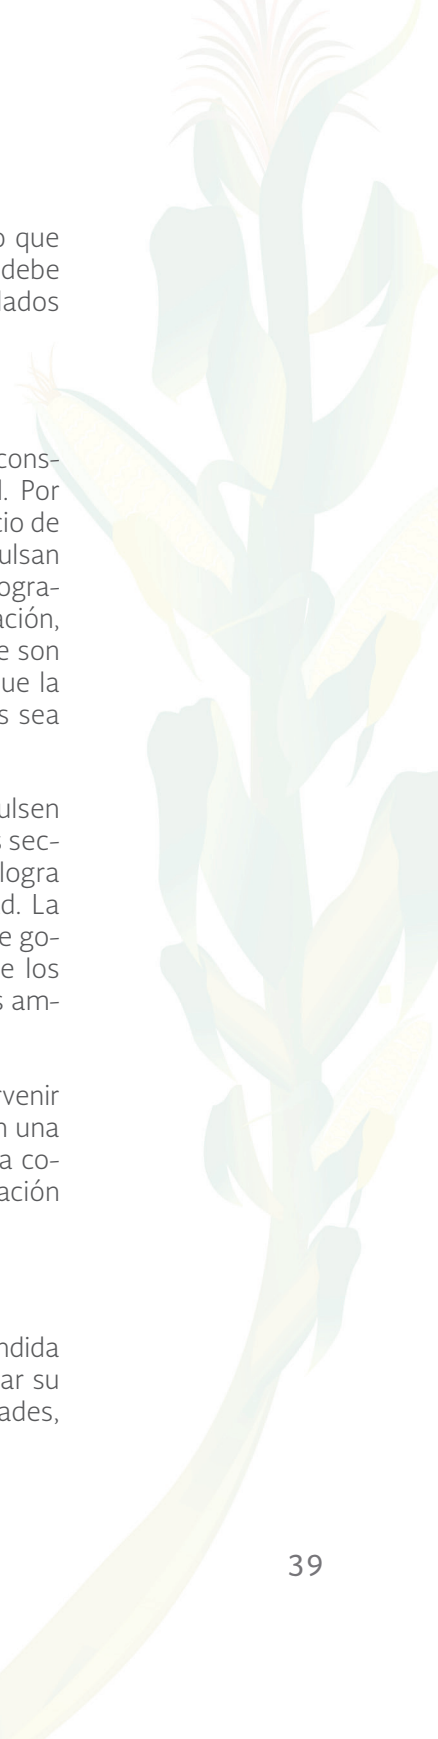 o que
debe
lados
cons-
l. Por
cio de
ulsan
ogra-
ación,
e son
ue la
s sea
ulsen
s sec-
logra
d. La
e go-
e los
s am-
rvenir
n una
a co-
ación
ndida
ar su
ades,
39